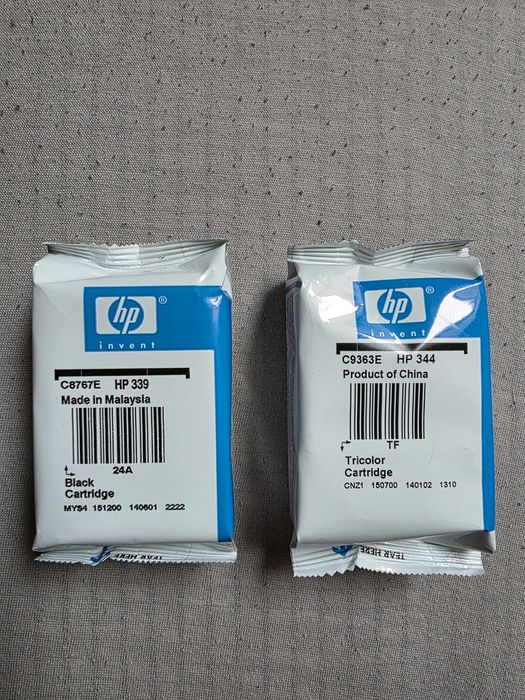 hp®
invent
C8767E HP 339
Made in Malaysia
24A
Black
Cartridge
MYS4 151200 140601 2222
TEAR HERE
hp®
invent
C9363E HP 344
Product of China
TF
Tricolor
Cartridge
CNZ1 150700 140102 1310
TEAR HERE